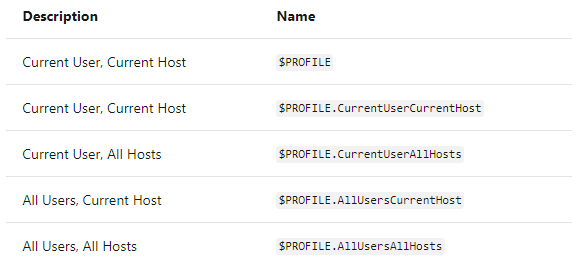 Description Name
Current User, Current Host $PROFILE
Current User, Current Host $PROFILE.CurrentUserCurrentHost
Current User, All Hosts $PROFILE.CurrentUserAllHosts
All Users, Current Host $PROFILE.AllUsersCurrentHost
All Users, All Hosts $PROFILE.AllUsersAllHosts